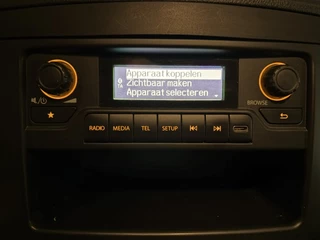 Apparaat koppelen
Zichtbaar maken
Apparaat selecteren
BROWSE
RADIO
MEDIA
TEL
SETUP